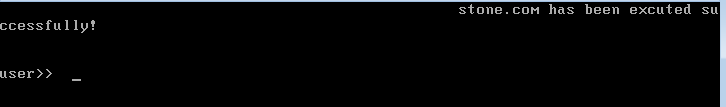 stone.com has been excuted su
ccessfully!
user>> _